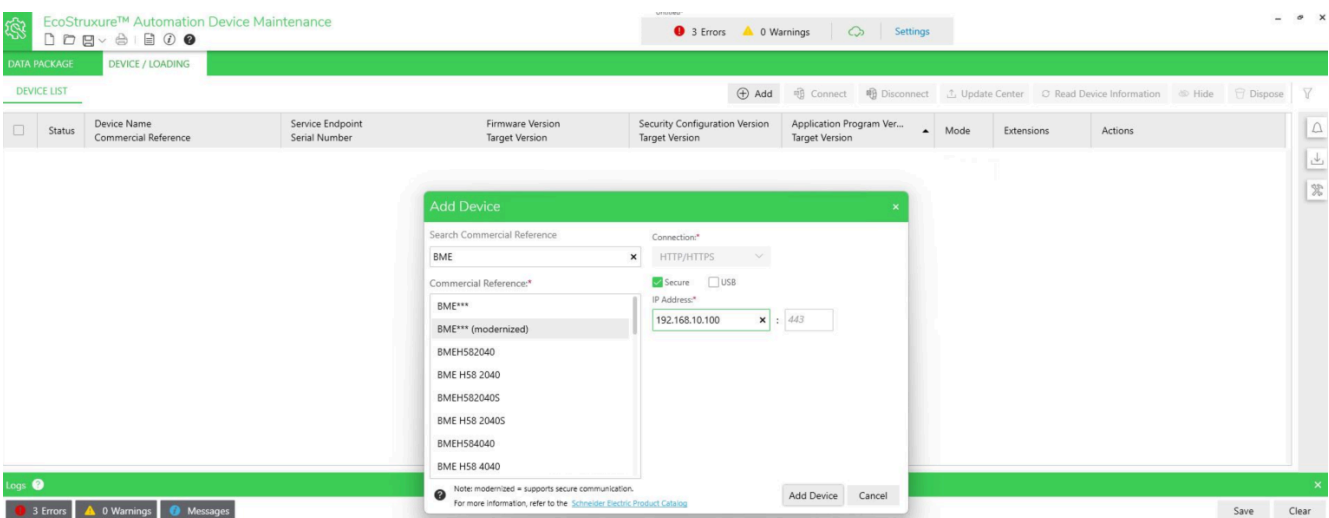 EcoStruxure™ Automation Device Maintenance
3 Errors 0 Warnings Settings
DATA PACKAGE DEVICE / LOADING
DEVICE LIST
Add Connect Disconnect Update Center Read Device Information Hide Dispose
Status Device Name Service Endpoint Firmware Version Security Configuration Version Application Program Ver... Mode Extensions Actions
Commercial Reference Serial Number Target Version Target Version Target Version
Add Device
Search Commercial Reference
BME
Commercial Reference:*
BME***
BME*** (modernized)
BMEH582040
BME H58 2040
BMEH582040S
BME H58 2040S
BMEH584040
BME H58 4040
Connection:*
HTTP/HTTPS
Secure USB
IP Address:*
192.168.10.100 : 443
Note: modernized = supports secure communication.
For more information, refer to the Schneider Electric Product Catalog
Add Device Cancel
Logs
3 Errors 0 Warnings Messages Save Clear